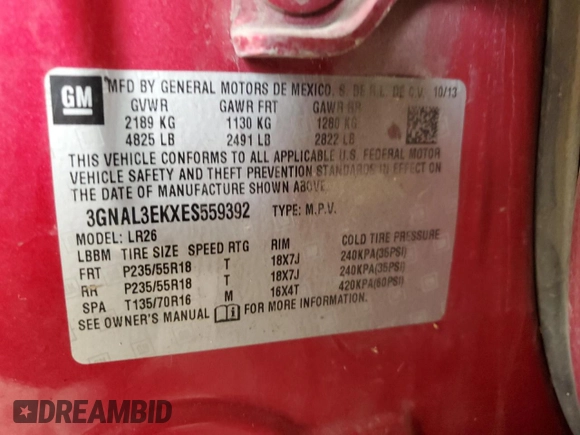 GM MFD BY GENERAL MOTORS DE MEXICO, S. DE R.L. DE C.V. 10/13
GVWR GAWR FRT GAWR RR
2189 KG 1130 KG 1280 KG
4825 LB 2491 LB 2822 LB
THIS VEHICLE CONFORMS TO ALL APPLICABLE U.S. FEDERAL MOTOR
VEHICLE SAFETY AND THEFT PREVENTION STANDARDS IN EFFECT ON
THE DATE OF MANUFACTURE SHOWN ABOVE.
3GNAL3EKXES559392 TYPE: M.P.V.
MODEL: LR26
LBBM TIRE SIZE SPEED RTG RIM COLD TIRE PRESSURE
FRT P235/55R18 T 18X7J 240KPA(35PSI)
RR P235/55R18 T 18X7J 240KPA(35PSI)
SPA T135/70R16 M 16X4T 420KPA(60PSI)
SEE OWNER'S MANUAL FOR MORE INFORMATION
DREAMBID